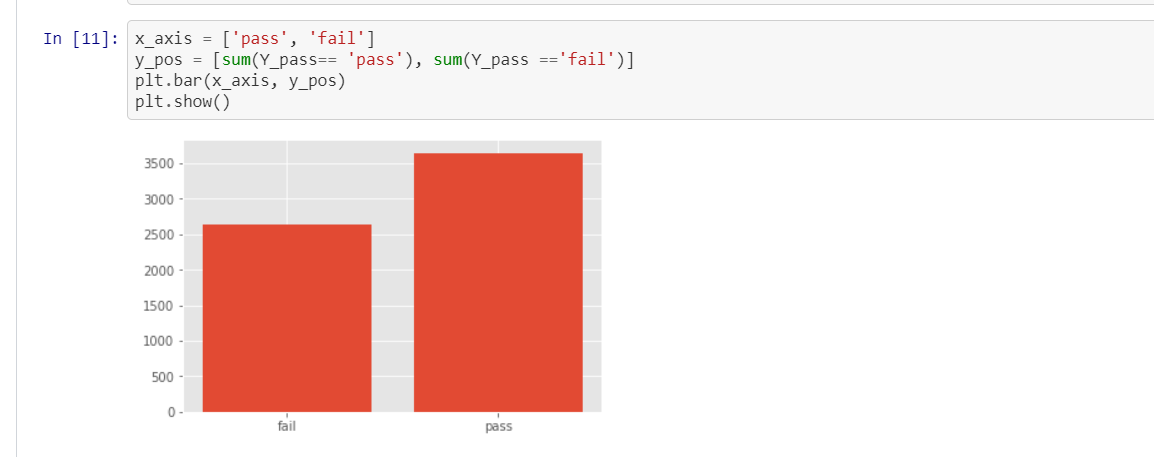 In [11]: x_axis = ['pass', 'fail']
y_pos = [sum(Y_pass== 'pass'), sum(Y_pass =='fail')]
plt.bar(x_axis, y_pos)
plt.show()
3500
3000
2500
2000
1500
1000
500
0
fail pass